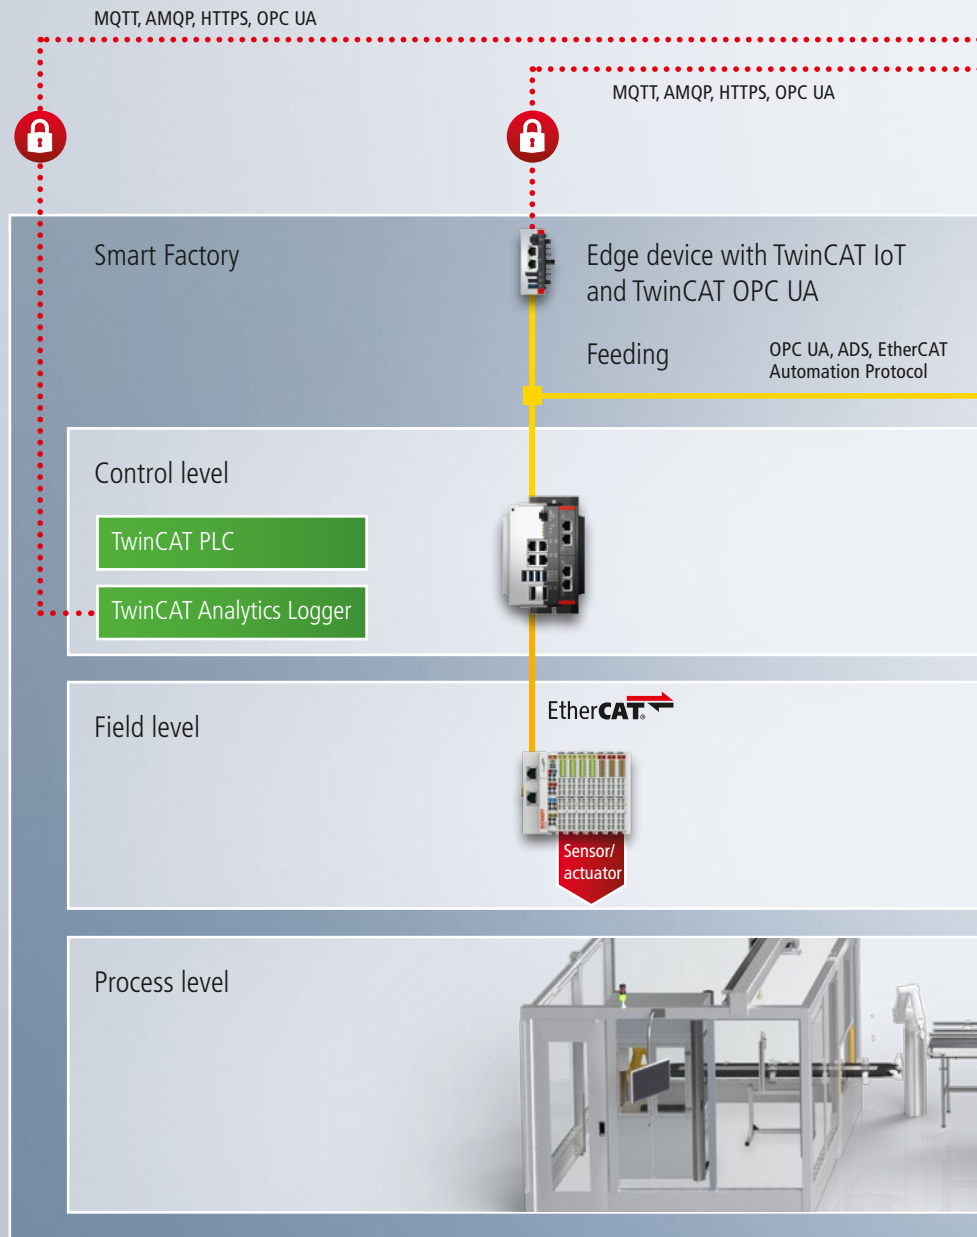 MQTT, AMQP, HTTPS, OPC UA
MQTT, AMQP, HTTPS, OPC UA
Smart Factory
Edge device with TwinCAT IoT
and TwinCAT OPC UA
Feeding
OPC UA, ADS, EtherCAT
Automation Protocol
Control level
TwinCAT PLC
TwinCAT Analytics Logger
EtherCAT®
Field level
Sensor/
actuator
Process level